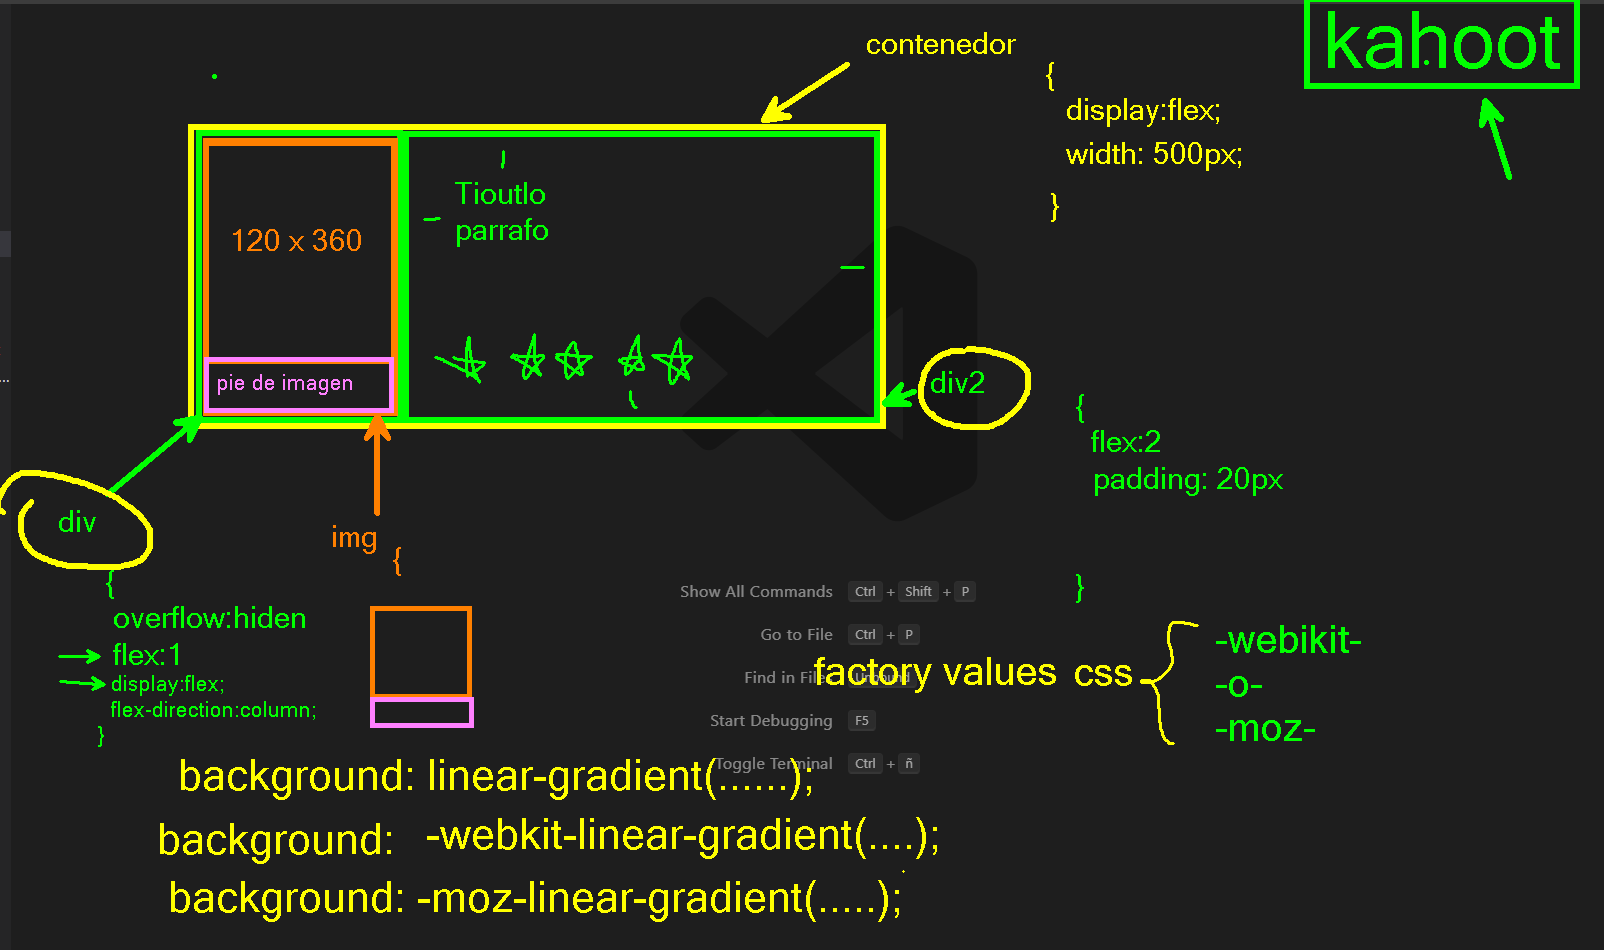 kahoot
contenedor
{
display:flex;
width: 500px;
}
Tioutlo
parrafo
120 x 360
pie de imagen
div2
{
flex:2
padding: 20px
}
div
{
overflow:hiden
flex:1
display:flex;
flex-direction:column;
}
img
{
Show All Commands Ctrl + Shift + P
Go to File Ctrl + P
Find in File
Start Debugging F5
Toggle Terminal Ctrl + ñ
factory values css {
-webikit-
-o-
-moz-
background: linear-gradient(......);
background: -webkit-linear-gradient(....);
background: -moz-linear-gradient(.....);